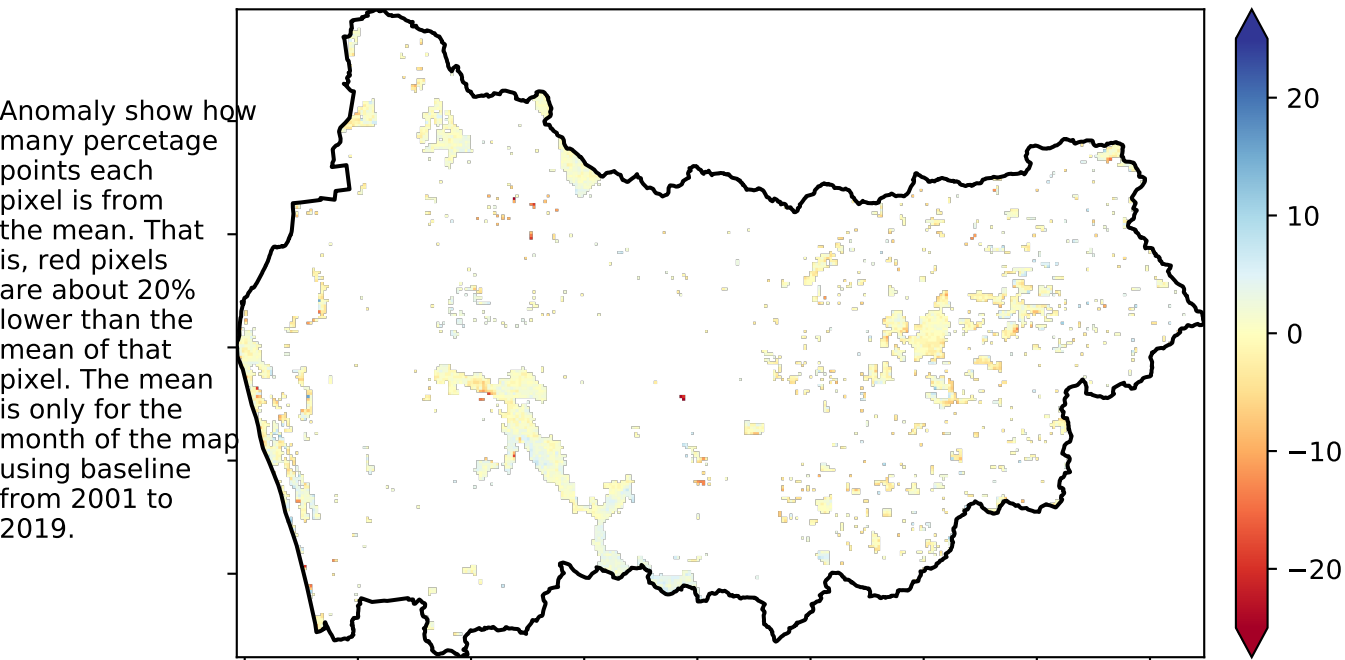 Anomaly show how
many percetage
points each
pixel is from
the mean. That
is, red pixels
are about 20%
lower than the
mean of that
pixel. The mean
is only for the
month of the map
using baseline
from 2001 to
2019.
20
10
0
−10
−20